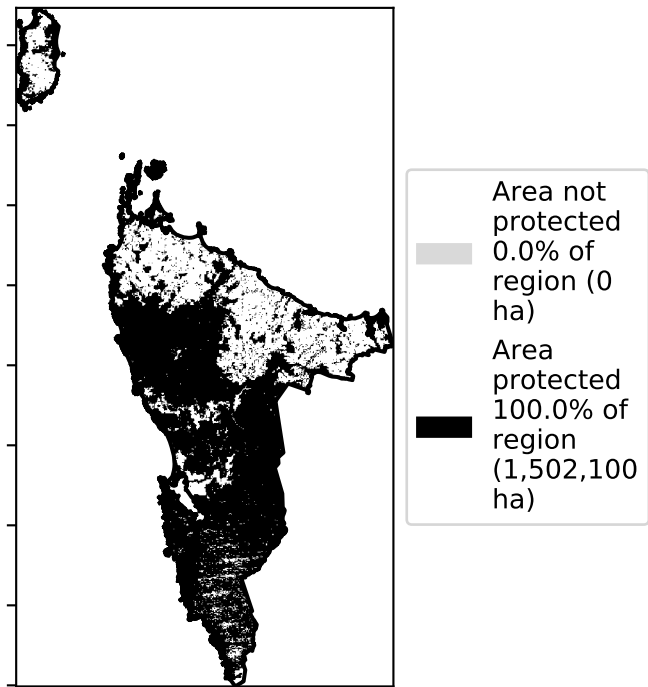 Area not
protected
0.0% of
region (0
ha)
Area
protected
100.0% of
region
(1,502,100
ha)